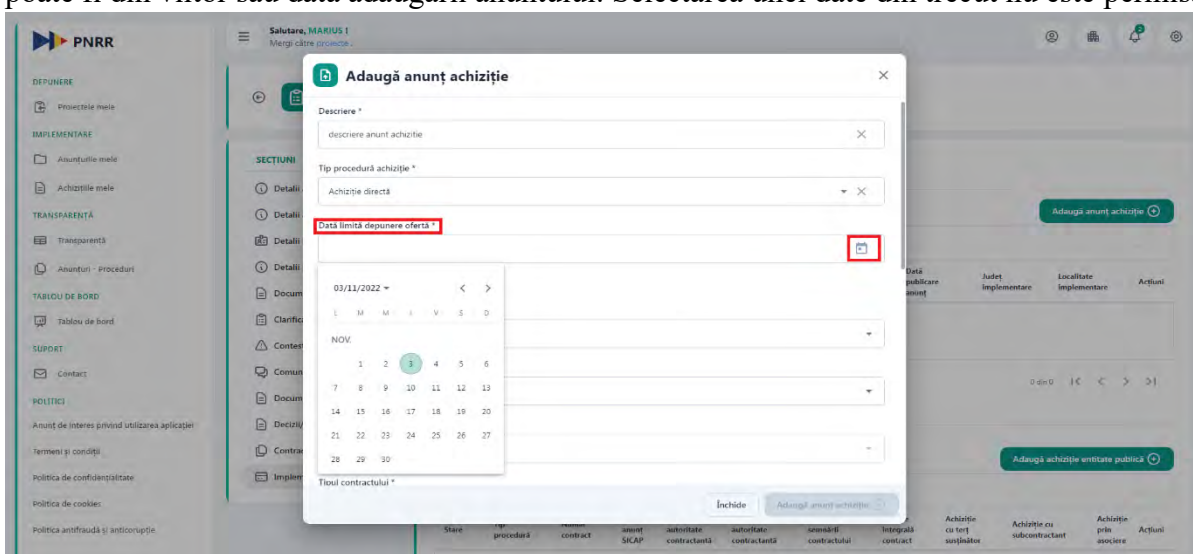 poate fi din viitor sau data adăugării anunțului. Selectarea unei date din trecut nu este permis
PNRR
Salutare, MARIUS !
Mergi către proiecte.
DEPUNERE
Proiectele mele
IMPLEMENTARE
Anunțurile mele
Achizițiile mele
TRANSPARENȚĂ
Transparență
Anunțuri - Proceduri
TABLOU DE BORD
Tablou de bord
SUPORT
Contact
POLITICI
Anunț de interes privind utilizarea aplicației
Termeni și condiții
Politica de confidențialitate
Politica de cookies
Politica antifraudă și anticorupție
SECȚIUNI
Detalii
Detalii
Detalii
Detalii
Docum
Clarific
Contest
Comun
Docum
Decizii/
Contrac
Implem
Adaugă anunț achiziție
Descriere *
descriere anunt achizitie
Tip procedură achiziție *
Achiziție directă
Dată limită depunere ofertă *
03/11/2022
L M M J V S D
NOV.
1 2 3 4 5 6
7 8 9 10 11 12 13
14 15 16 17 18 19 20
21 22 23 24 25 26 27
28 29 30
Tipul contractului *
Închide
Adaugă anunț achiziție
Adaugă anunț achiziție
Dată publicare anunț
Județ implementare
Localitate implementare
Acțiuni
0 din 0
Adaugă achiziție entitate publică
Stare
procedură
contract
anunț SICAP
autoritate contractantă
autoritate contractantă
semnării contractului
integrală contract
Achiziție cu terț susținător
Achiziție cu subcontractant
Achiziție prin asociere
Acțiuni